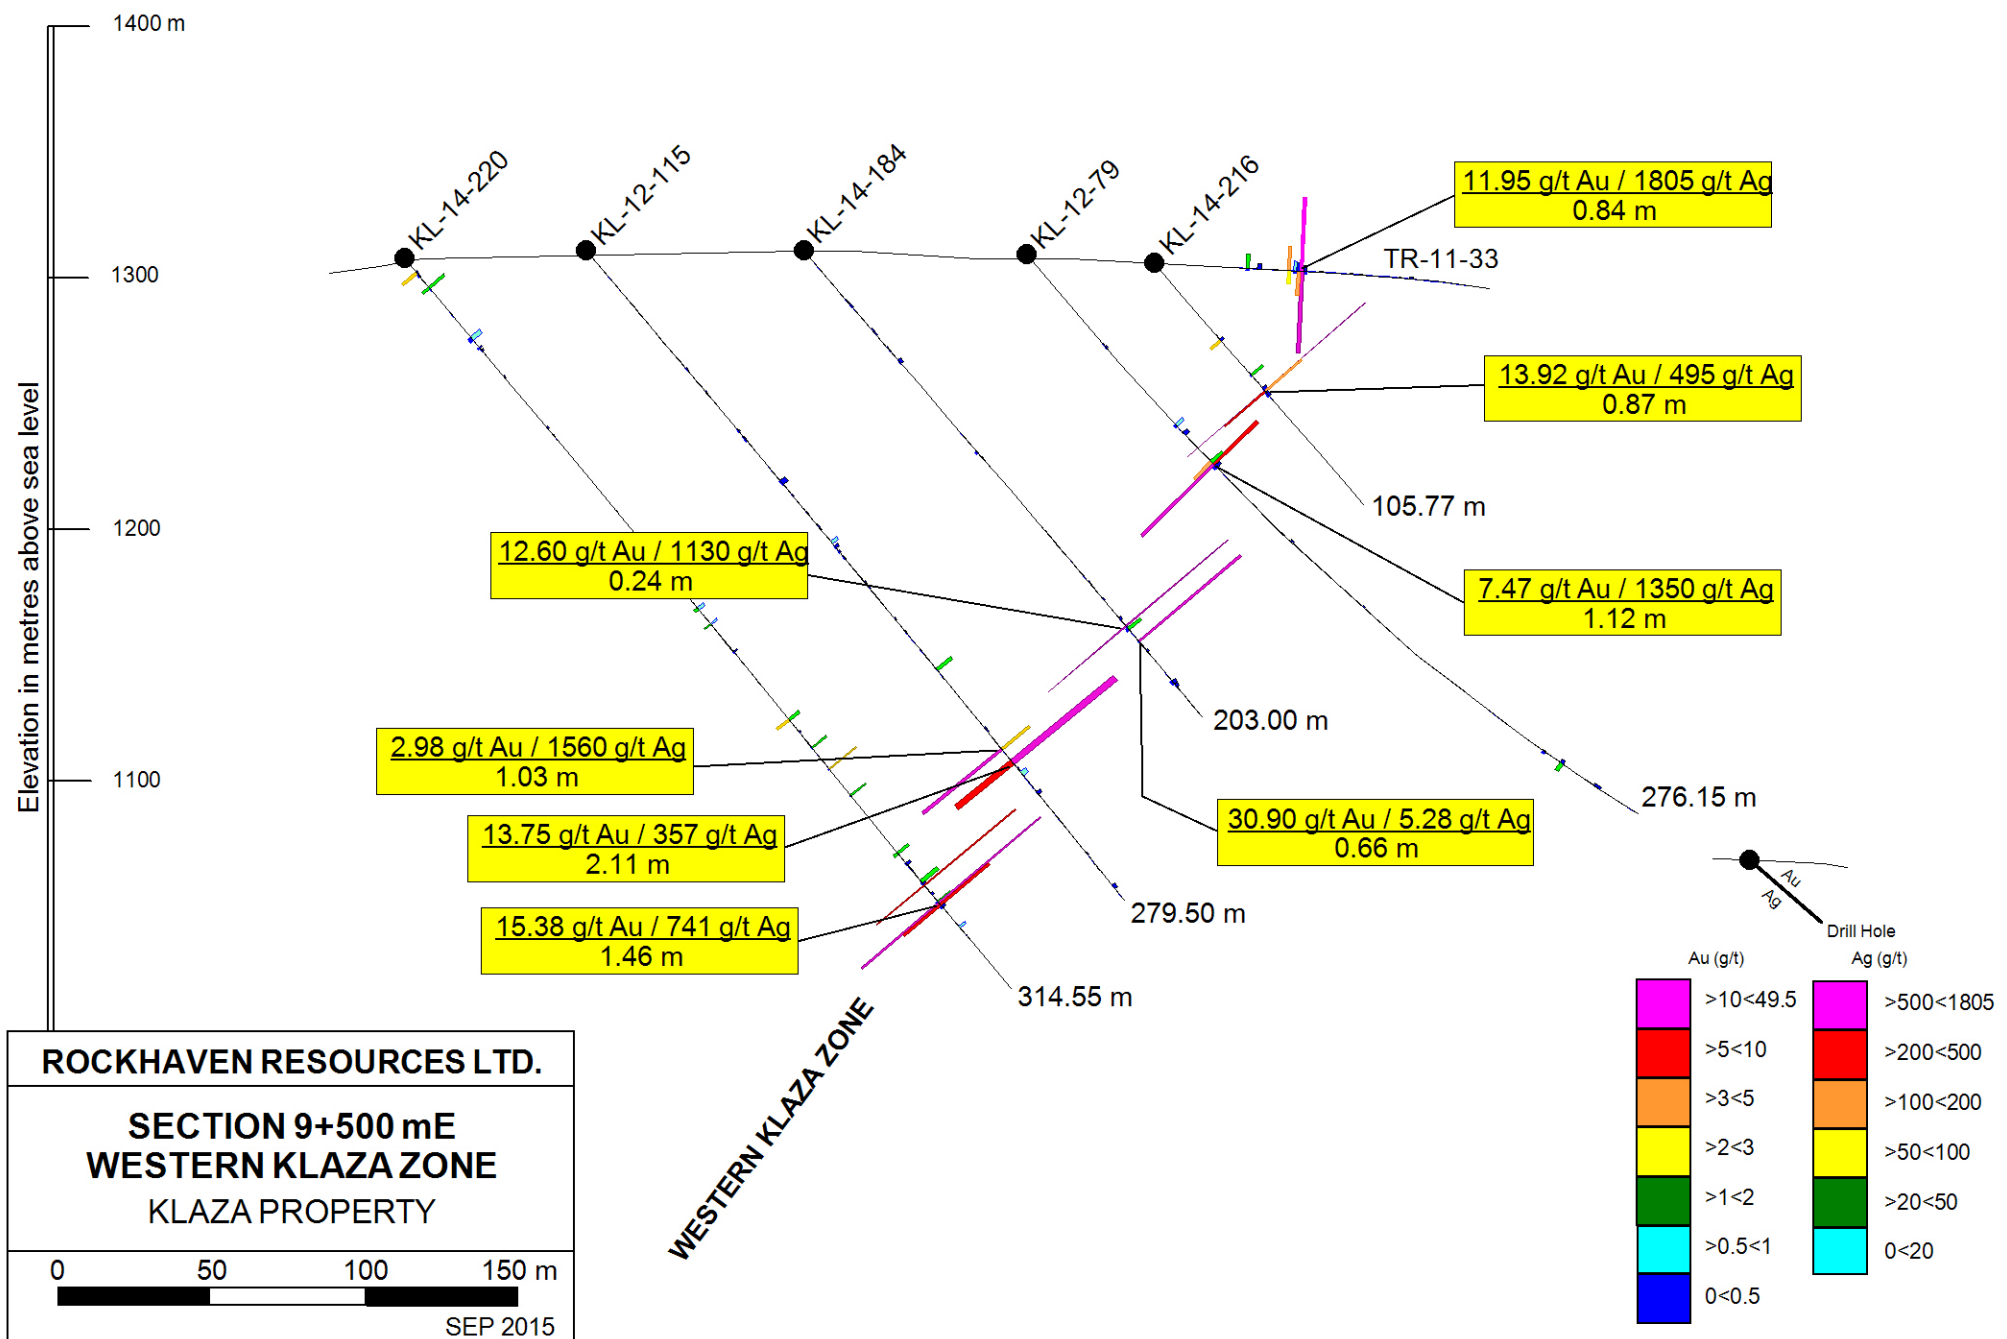 1400 m
1300
1200
1100
Elevation in metres above sea level
KL-14-220
KL-12-115
KL-14-184
KL-12-79
KL-14-216
11.95 g/t Au / 1805 g/t Ag
0.84 m
TR-11-33
13.92 g/t Au / 495 g/t Ag
0.87 m
105.77 m
12.60 g/t Au / 1130 g/t Ag
0.24 m
7.47 g/t Au / 1350 g/t Ag
1.12 m
203.00 m
2.98 g/t Au / 1560 g/t Ag
1.03 m
276.15 m
13.75 g/t Au / 357 g/t Ag
2.11 m
30.90 g/t Au / 5.28 g/t Ag
0.66 m
279.50 m
15.38 g/t Au / 741 g/t Ag
1.46 m
314.55 m
WESTERN KLAZA ZONE
Au
Ag
Drill Hole
Au (g/t)
>10<49.5
>5<10
>3<5
>2<3
>1<2
>0.5<1
0<0.5
Ag (g/t)
>500<1805
>200<500
>100<200
>50<100
>20<50
0<20
ROCKHAVEN RESOURCES LTD.
SECTION 9+500 mE
WESTERN KLAZA ZONE
KLAZA PROPERTY
0 50 100 150 m
SEP 2015